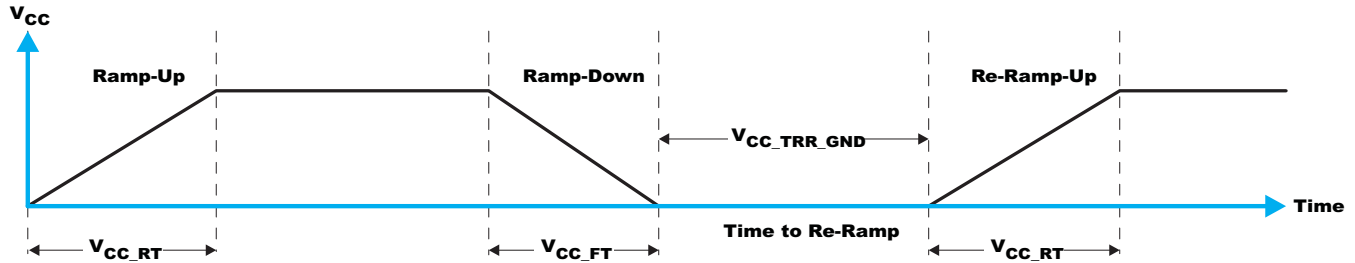 VCC
Ramp-Up
Ramp-Down
Re-Ramp-Up
VCC_TRR_GND
Time
Time to Re-Ramp
VCC_RT
VCC_FT
VCC_RT